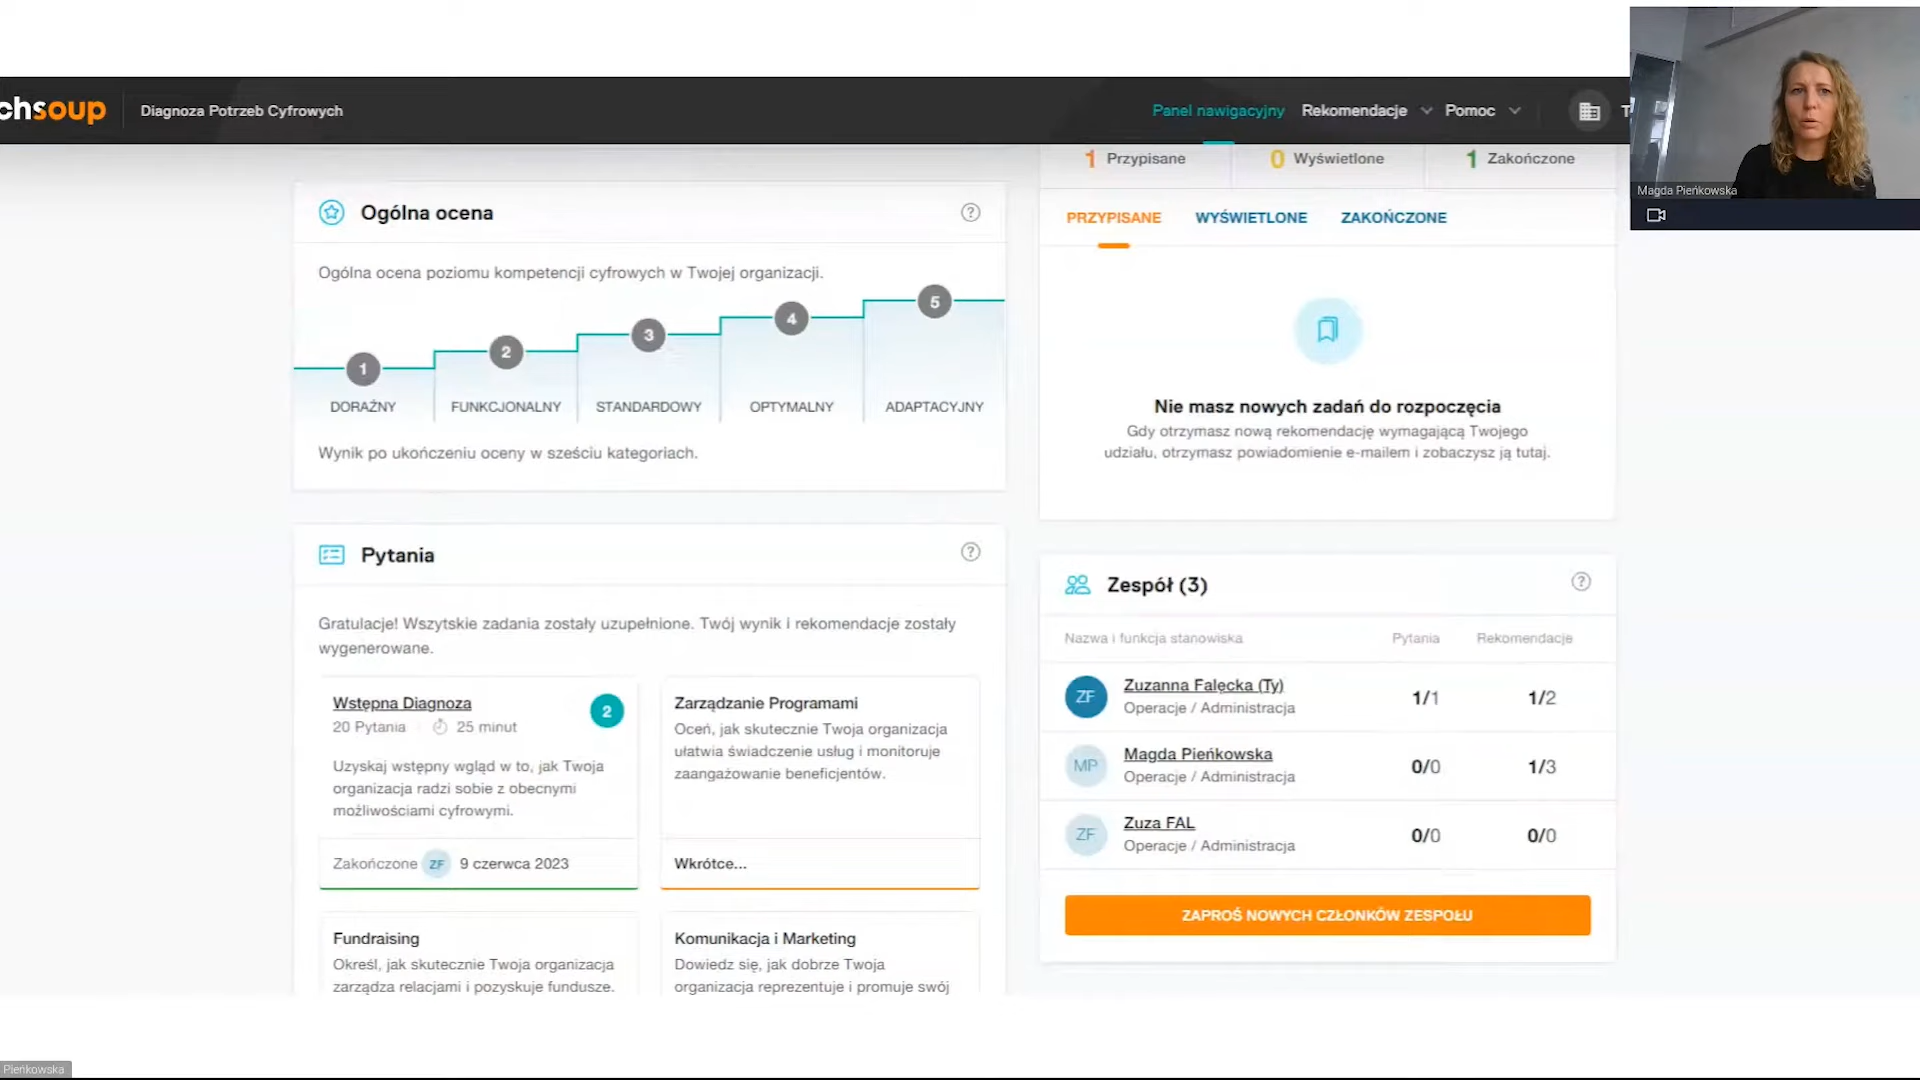 chsoup
Diagnoza Potrzeb Cyfrowych
Panel nawigacyjny
Rekomendacje
Pomoc
Magda Pieńkowska
1 Przypisane
0 Wyświetlone
1 Zakończone
PRZYPISANE
WYŚWIETLONE
ZAKOŃCZONE
Ogólna ocena
Ogólna ocena poziomu kompetencji cyfrowych w Twojej organizacji.
1
2
3
4
5
DORAŹNY
FUNKCJONALNY
STANDARDOWY
OPTYMALNY
ADAPTACYJNY
Wynik po ukończeniu oceny w sześciu kategoriach.
Nie masz nowych zadań do rozpoczęcia
Gdy otrzymasz nową rekomendację wymagającą Twojego
udziału, otrzymasz powiadomienie e-mailem i zobaczysz ją tutaj.
Pytania
Gratulacje! Wszytskie zadania zostały uzupełnione. Twój wynik i rekomendacje zostały
wygenerowane.
Wstępna Diagnoza
2
20 Pytania
25 minut
Uzyskaj wstępny wgląd w to, jak Twoja
organizacja radzi sobie z obecnymi
możliwościami cyfrowymi.
Zakończone ZF 9 czerwca 2023
Zarządzanie Programami
Oceń, jak skutecznie Twoja organizacja
ułatwia świadczenie usług i monitoruje
zaangażowanie beneficjentów.
Wkrótce...
Fundraising
Określ, jak skutecznie Twoja organizacja
zarządza relacjami i pozyskuje fundusze.
Komunikacja i Marketing
Dowiedz się, jak dobrze Twoja
organizacja reprezentuje i promuje swój
Zespół (3)
Nazwa i funkcja stanowiska
Pytania
Rekomendacje
ZF
Zuzanna Falęcka (Ty)
Operacje / Administracja
1/1
1/2
MP
Magda Pieńkowska
Operacje / Administracja
0/0
1/3
ZF
Zuza FAL
Operacje / Administracja
0/0
0/0
ZAPROŚ NOWYCH CZŁONKÓW ZESPOŁU
Pieńkowska